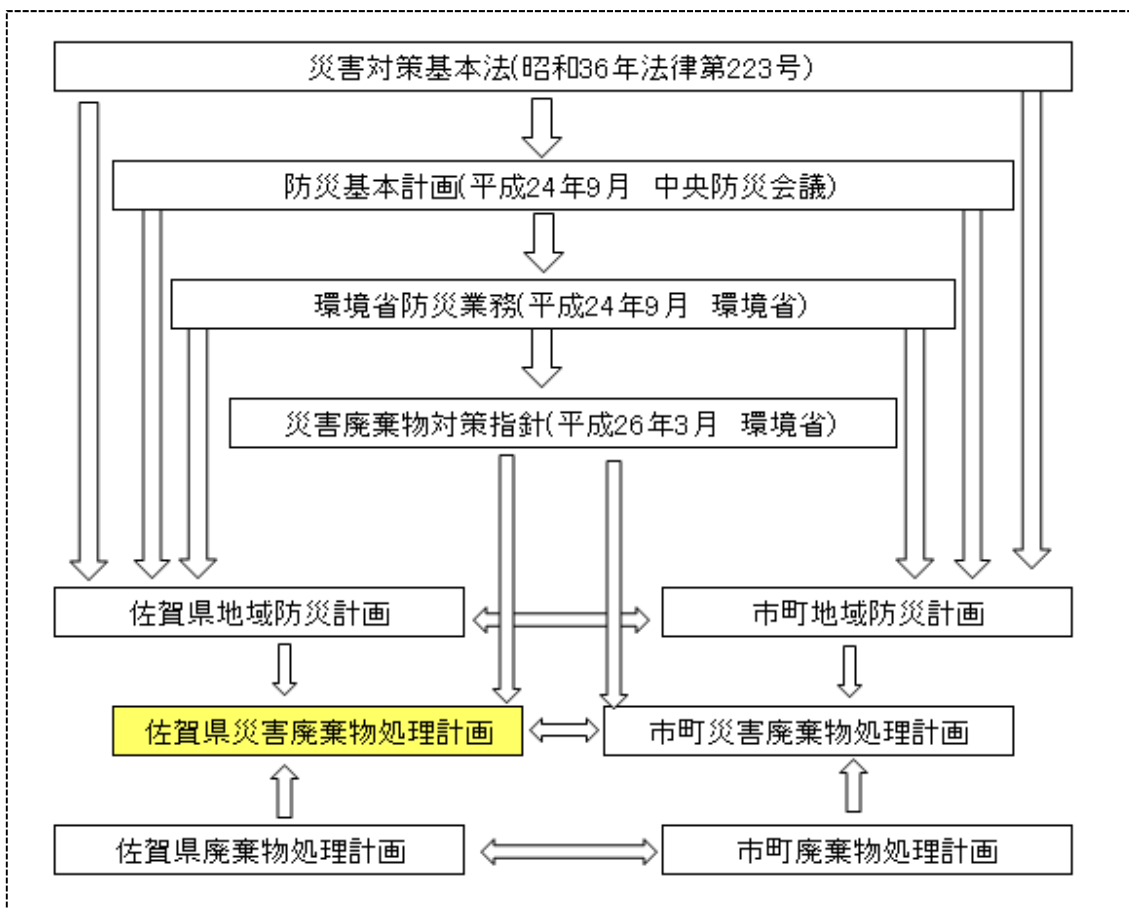 災害対策基本法(昭和36年法律第223号)
防災基本計画(平成24年9月　中央防災会議)
環境省防災業務(平成24年9月　環境省)
災害廃棄物対策指針(平成26年3月　環境省)
佐賀県地域防災計画
市町地域防災計画
佐賀県災害廃棄物処理計画
市町災害廃棄物処理計画
佐賀県廃棄物処理計画
市町廃棄物処理計画